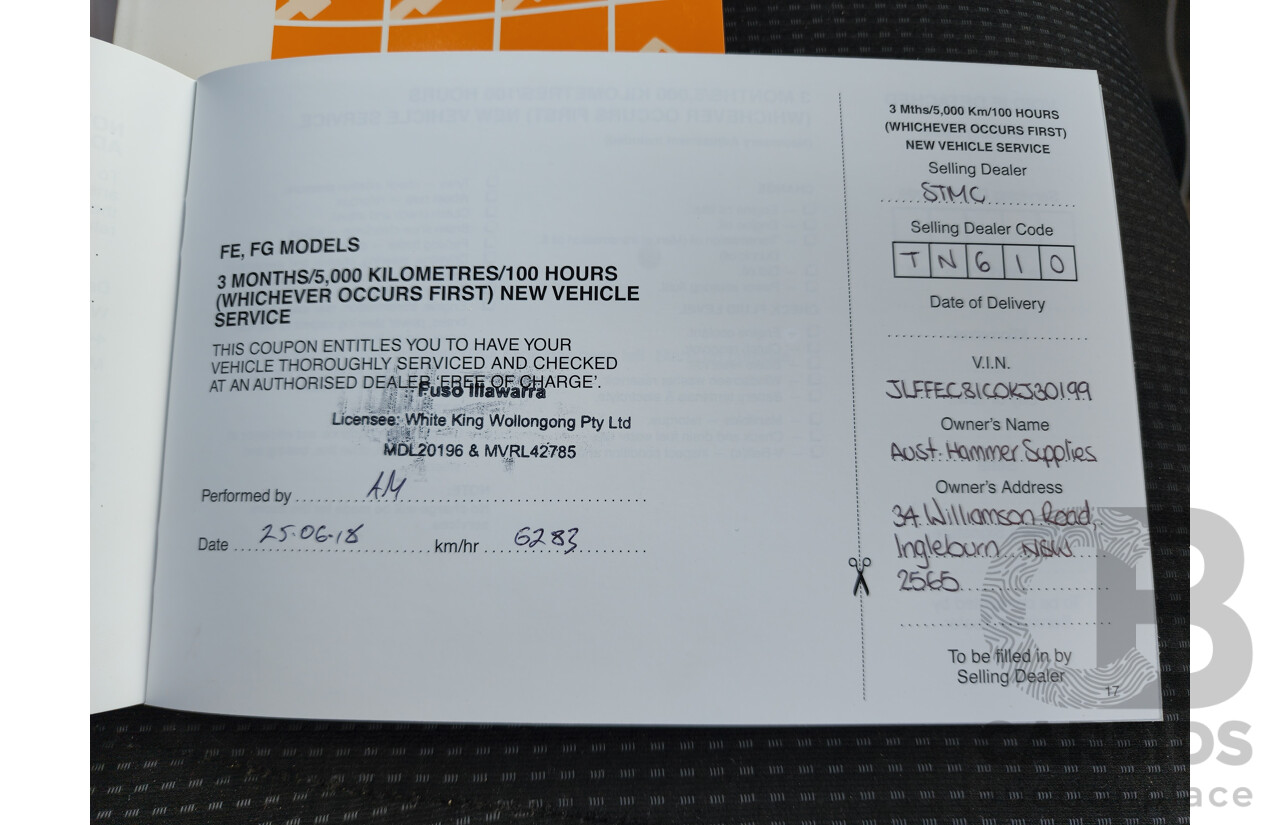 FE, FG MODELS
3 MONTHS/5,000 KILOMETRES/100 HOURS
(WHICHEVER OCCURS FIRST) NEW VEHICLE
SERVICE
THIS COUPON ENTITLES YOU TO HAVE YOUR
VEHICLE THOROUGHLY SERVICED AND CHECKED
AT AN AUTHORISED DEALER 'FREE OF CHARGE'.
Fuso Illawarra
Licensee: White King Wollongong Pty Ltd
MDL20196 & MVRL42785
Performed by AM
Date 25.06.18 km/hr 6283
3 Mths/5,000 Km/100 HOURS
(WHICHEVER OCCURS FIRST)
NEW VEHICLE SERVICE
Selling Dealer
STMC
Selling Dealer Code
T N 6 1 0
Date of Delivery
V.I.N.
JLFFEC81C0KJ30199
Owner's Name
Aust. Hammer Supplies
Owner's Address
34 Williamson Road,
Ingleburn NSW
2565
To be filled in by
Selling Dealer
17